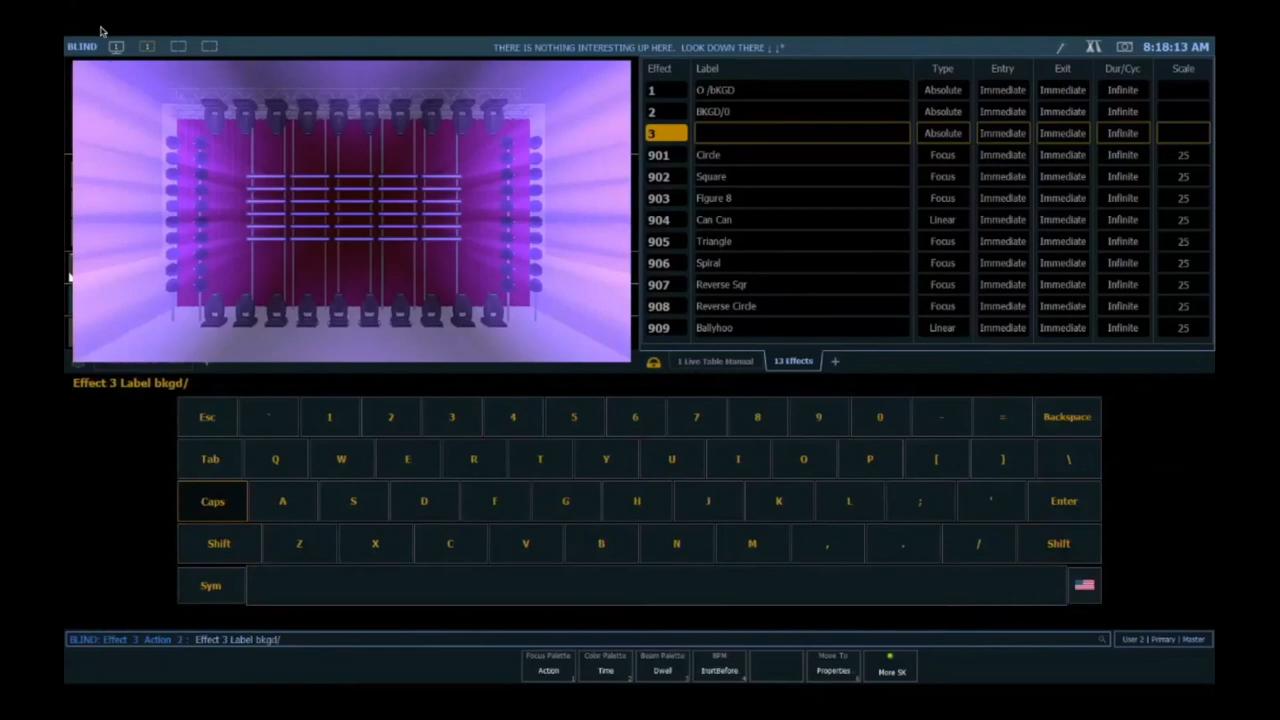 BLIND 1 1 THERE IS NOTHING INTERESTING UP HERE. LOOK DOWN THERE ↓ ↓* 8:18:13 AM
Effect Label Type Entry Exit Dur/Cyc Scale
1 O /bKGD Absolute Immediate Immediate Infinite
2 BKGD/0 Absolute Immediate Immediate Infinite
3 Absolute Immediate Immediate Infinite
901 Circle Focus Immediate Immediate Infinite 25
902 Square Focus Immediate Immediate Infinite 25
903 Figure 8 Focus Immediate Immediate Infinite 25
904 Can Can Linear Immediate Immediate Infinite 25
905 Triangle Focus Immediate Immediate Infinite 25
906 Spiral Focus Immediate Immediate Infinite 25
907 Reverse Sqr Focus Immediate Immediate Infinite 25
908 Reverse Circle Focus Immediate Immediate Infinite 25
909 Ballyhoo Linear Immediate Immediate Infinite 25
1 Live Table Manual 13 Effects +
Effect 3 Label bkgd/
Esc ` 1 2 3 4 5 6 7 8 9 0 - = Backspace
Tab Q W E R T Y U I O P [ ] \
Caps A S D F G H J K L ; ' Enter
Shift Z X C V B N M , . / Shift
Sym
BLIND: Effect 3 Action 2 : Effect 3 Label bkgd/ User 2 | Primary | Master
Focus Palette Color Palette Beam Palette BPM Move To
Action 1 Time 2 Dwell 3 InsrtBefore 4 Properties 6 More SK